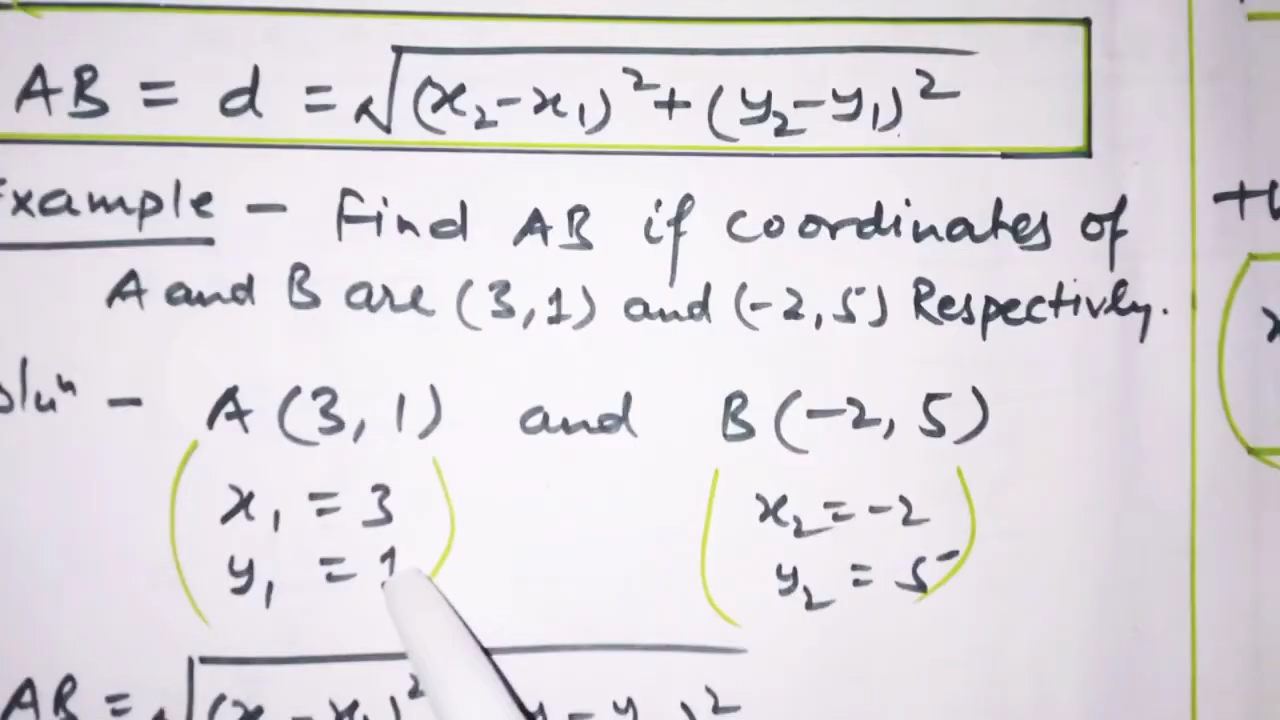 AB = d = √(x₂-x₁)²+(y₂-y₁)²
Example - Find AB if coordinates of
A and B are (3,1) and (-2,5) Respectivly.
A (3, 1) and B (-2, 5)
x₁ = 3 x₂ = -2
y₁ = 1 y₂ = 5